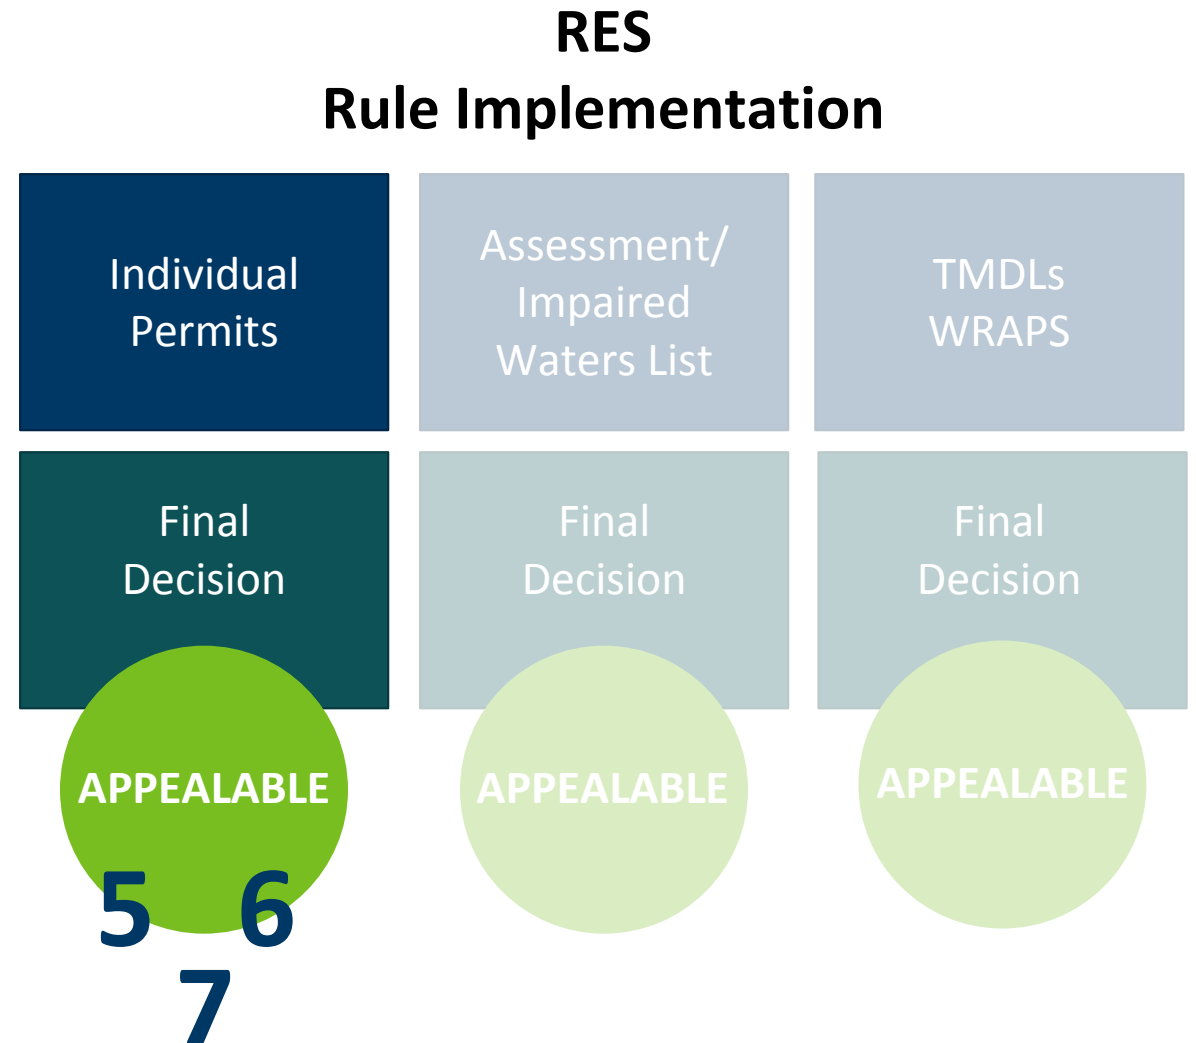 RES
Rule Implementation
Individual
Permits
Assessment/
Impaired
Waters List
TMDLs
WRAPS
Final
Decision
Final
Decision
Final
Decision
APPEALABLE
APPEALABLE
APPEALABLE
5 6
7